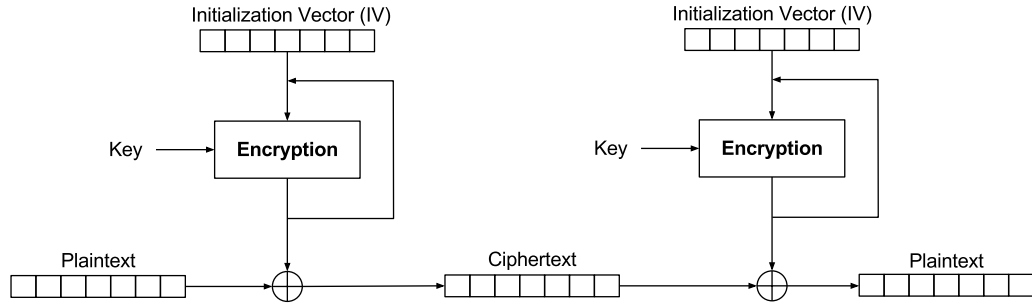 Initialization Vector (IV)
Initialization Vector (IV)
Key
Encryption
Key
Encryption
Plaintext
Ciphertext
Plaintext